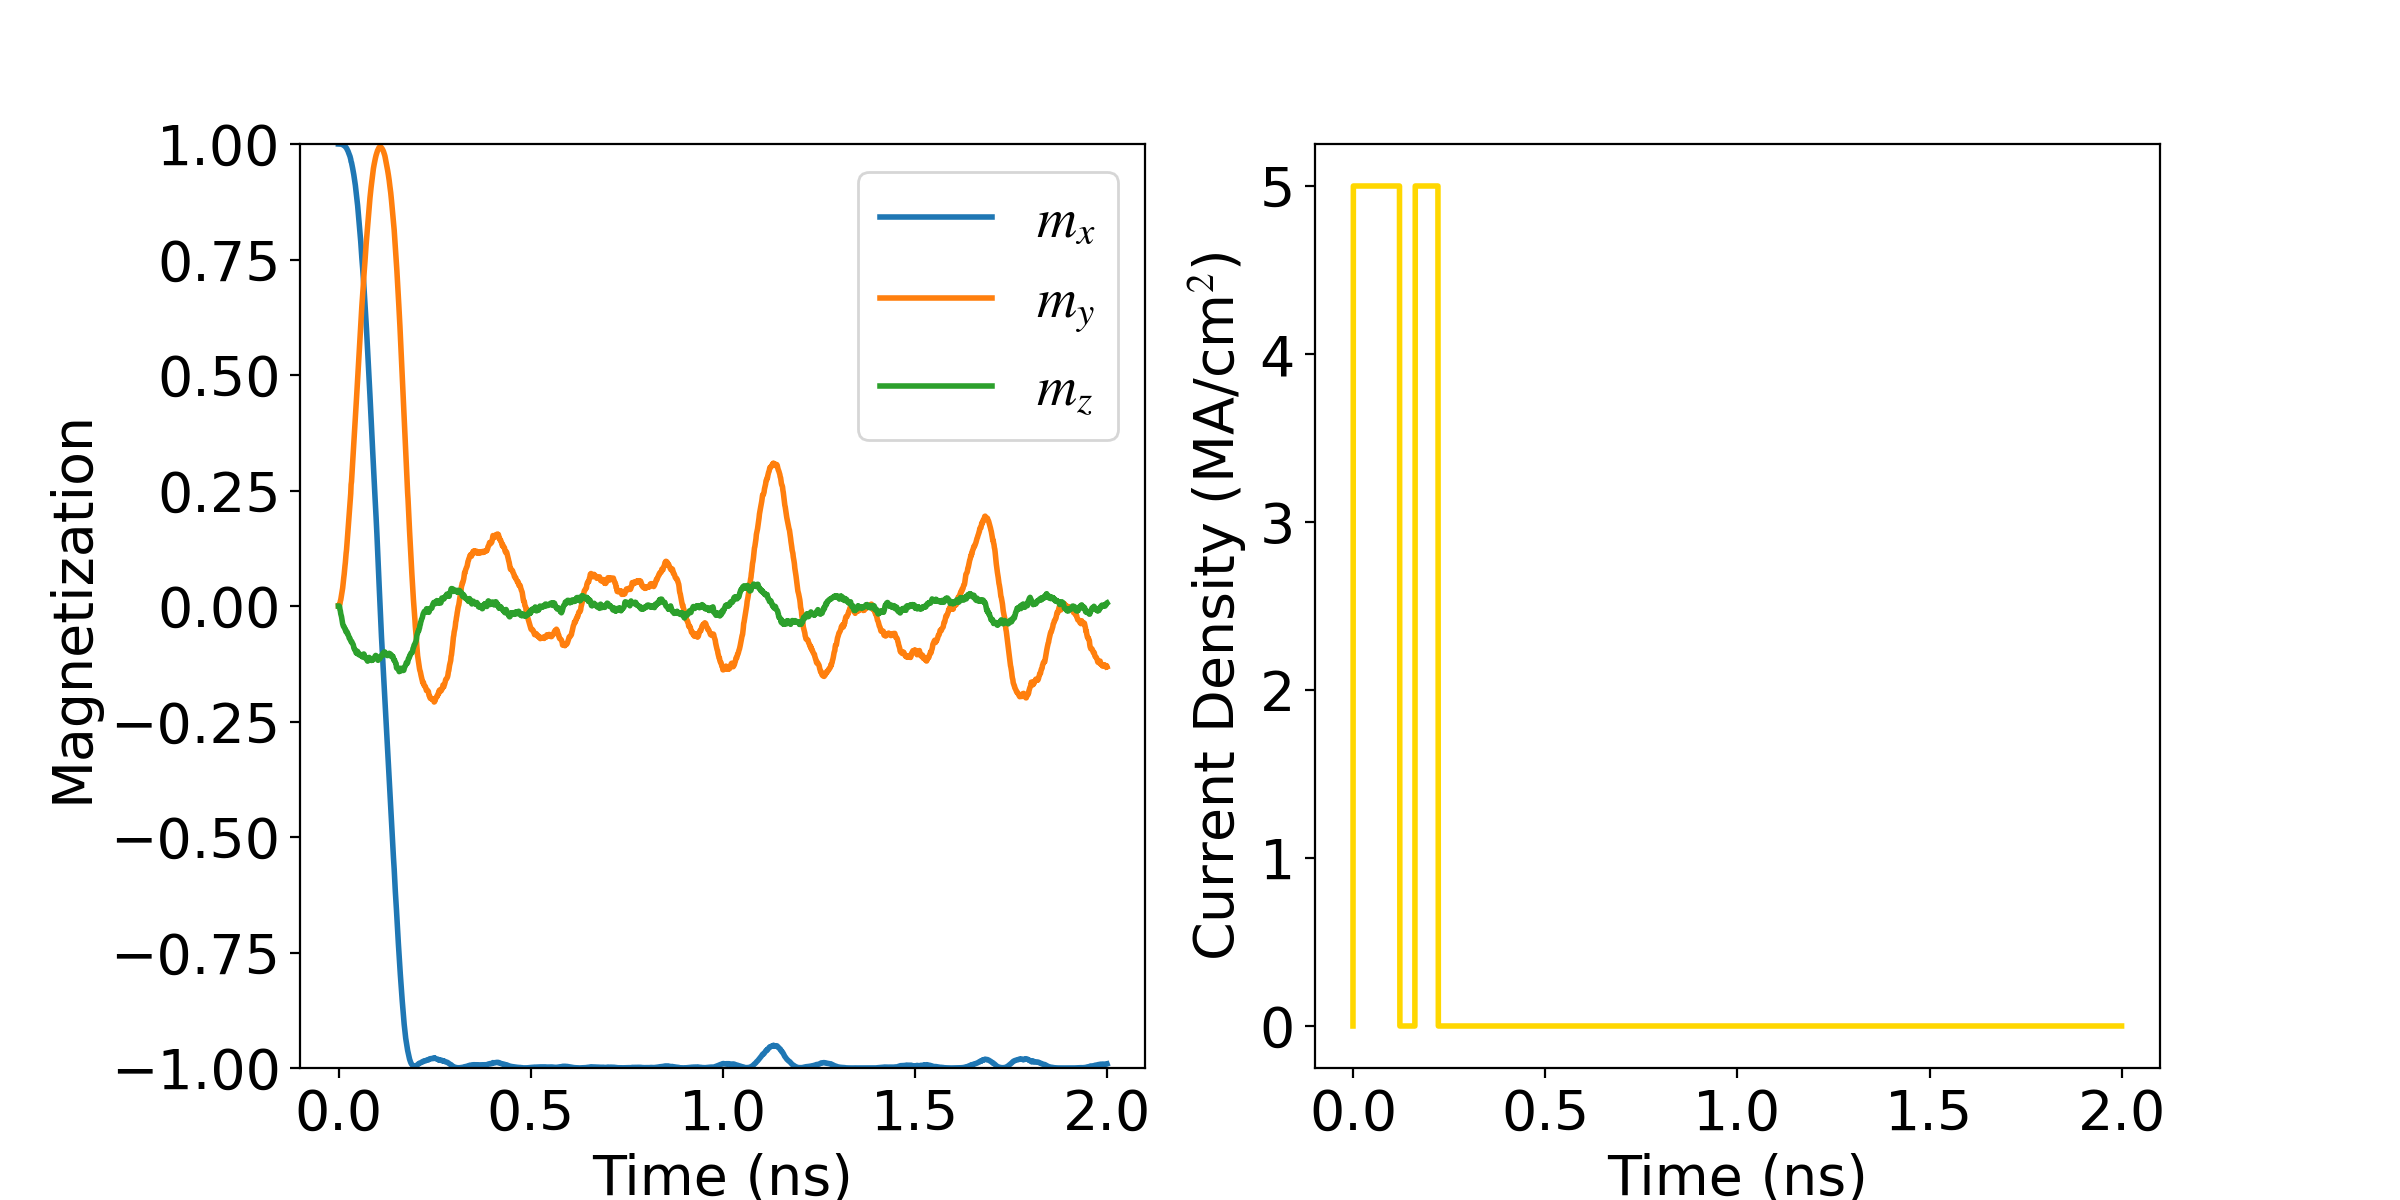 1.00
0.75
0.50
0.25
0.00
−0.25
−0.50
−0.75
−1.00
Magnetization
0.0 0.5 1.0 1.5 2.0
Time (ns)
mₓ
m_y
m_z
5
4
3
2
1
0
Current Density (MA/cm²)
0.0 0.5 1.0 1.5 2.0
Time (ns)